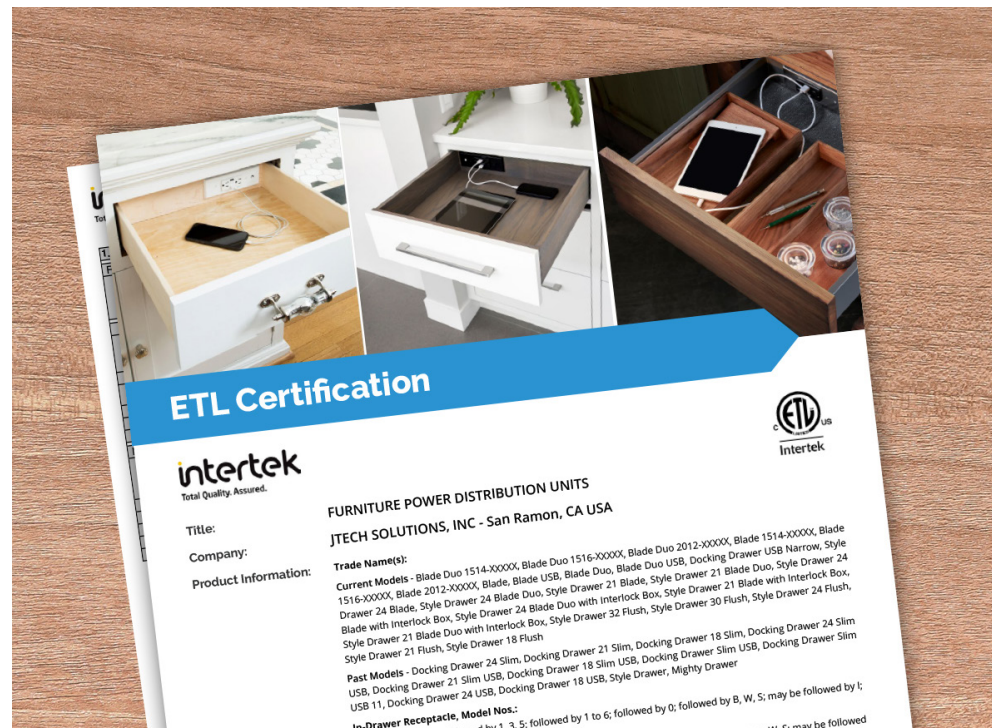 ETL Certification
intertek
Total Quality. Assured.
c ETL us
Intertek
Title:
FURNITURE POWER DISTRIBUTION UNITS
Company:
JTECH SOLUTIONS, INC - San Ramon, CA USA
Product Information:
Trade Name(s):
Current Models - Blade Duo 1514-XXXXX, Blade Duo 1516-XXXXX, Blade Duo 2012-XXXXX, Blade 1514-XXXXX, Blade
1516-XXXXX, Blade 2012-XXXXX, Blade, Blade USB, Blade Duo, Blade Duo USB, Docking Drawer USB Narrow, Style
Drawer 24 Blade, Style Drawer 24 Blade Duo, Style Drawer 21 Blade, Style Drawer 21 Blade Duo, Style Drawer 24
Blade with Interlock Box, Style Drawer 24 Blade Duo with Interlock Box, Style Drawer 21 Blade with Interlock Box,
Style Drawer 21 Blade Duo with Interlock Box, Style Drawer 32 Flush, Style Drawer 30 Flush, Style Drawer 24 Flush,
Style Drawer 21 Flush, Style Drawer 18 Flush
Past Models - Docking Drawer 24 Slim, Docking Drawer 21 Slim, Docking Drawer 18 Slim, Docking Drawer 24 Slim
USB, Docking Drawer 21 Slim USB, Docking Drawer 18 Slim USB, Docking Drawer Slim USB, Docking Drawer Slim
USB 11, Docking Drawer 24 USB, Docking Drawer 18 USB, Style Drawer, Mighty Drawer
In-Drawer Receptacle, Model Nos.:
by 1, 3, 5; followed by 1 to 6; followed by 0; followed by B, W, S; may be followed by I;
W, S; may be followed